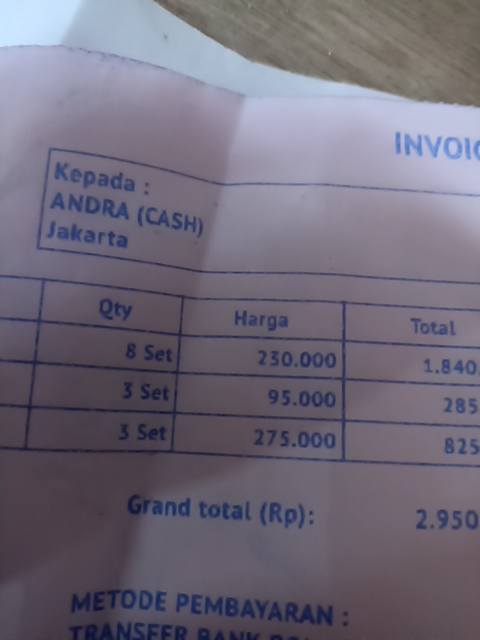 INVOIC
Kepada :
ANDRA (CASH)
Jakarta
Qty Harga Total
8 Set 230.000 1.840.
3 Set 95.000 285
3 Set 275.000 825
Grand total (Rp): 2.950
METODE PEMBAYARAN :
TRANSFER BANK